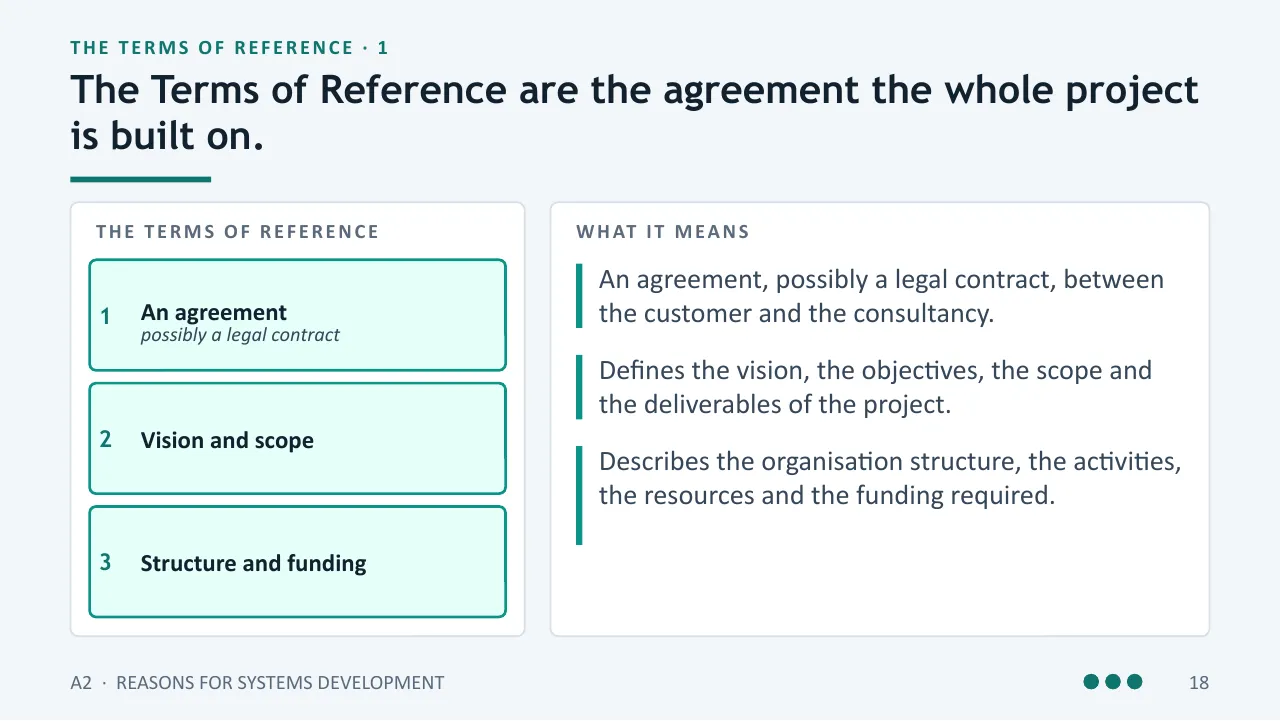 THE TERMS OF REFERENCE · 1
The Terms of Reference are the agreement the whole project
is built on.
THE TERMS OF REFERENCE
1
An agreement
possibly a legal contract
2
Vision and scope
3
Structure and funding
WHAT IT MEANS
An agreement, possibly a legal contract, between
the customer and the consultancy.
Defines the vision, the objectives, the scope and
the deliverables of the project.
Describes the organisation structure, the activities,
the resources and the funding required.
A2 · REASONS FOR SYSTEMS DEVELOPMENT
18